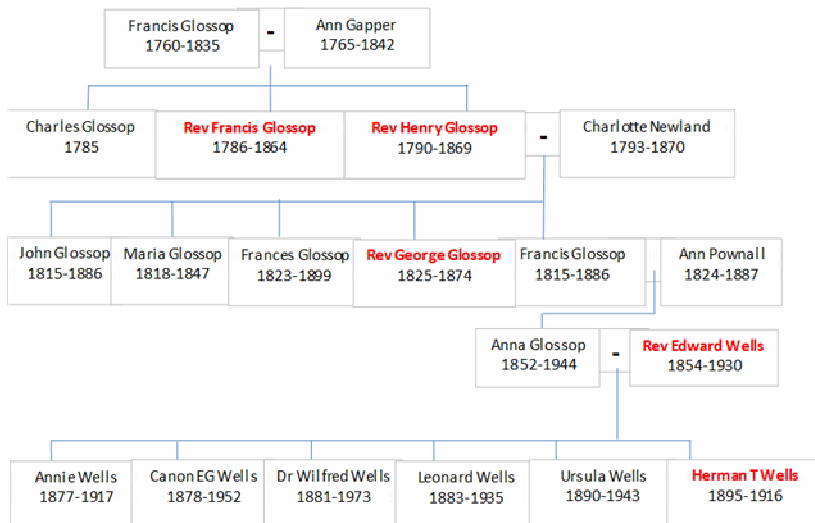 Francis Glossop
1760-1835
-
Ann Gapper
1765-1842
Charles Glossop
1785
Rev Francis Glossop
1786-1864
Rev Henry Glossop
1790-1869
-
Charlotte Newland
1793-1870
John Glossop
1815-1886
Maria Glossop
1818-1847
Frances Glossop
1823-1899
Rev George Glossop
1825-1874
Francis Glossop
1815-1886
Ann Pownall
1824-1887
Anna Glossop
1852-1944
-
Rev Edward Wells
1854-1930
Annie Wells
1877-1917
Canon EG Wells
1878-1952
Dr Wilfred Wells
1881-1973
Leonard Wells
1883-1935
Ursula Wells
1890-1943
Herman T Wells
1895-1916